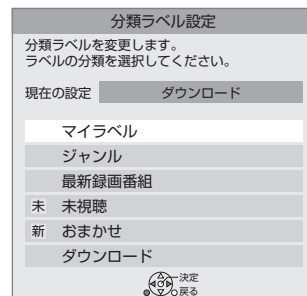 分類ラベル設定
分類ラベルを変更します。
ラベルの分類を選択してください。
現在の設定 ダウンロード
マイラベル
ジャンル
最新録画番組
未 未視聴
新 おまかせ
ダウンロード
決定
戻る